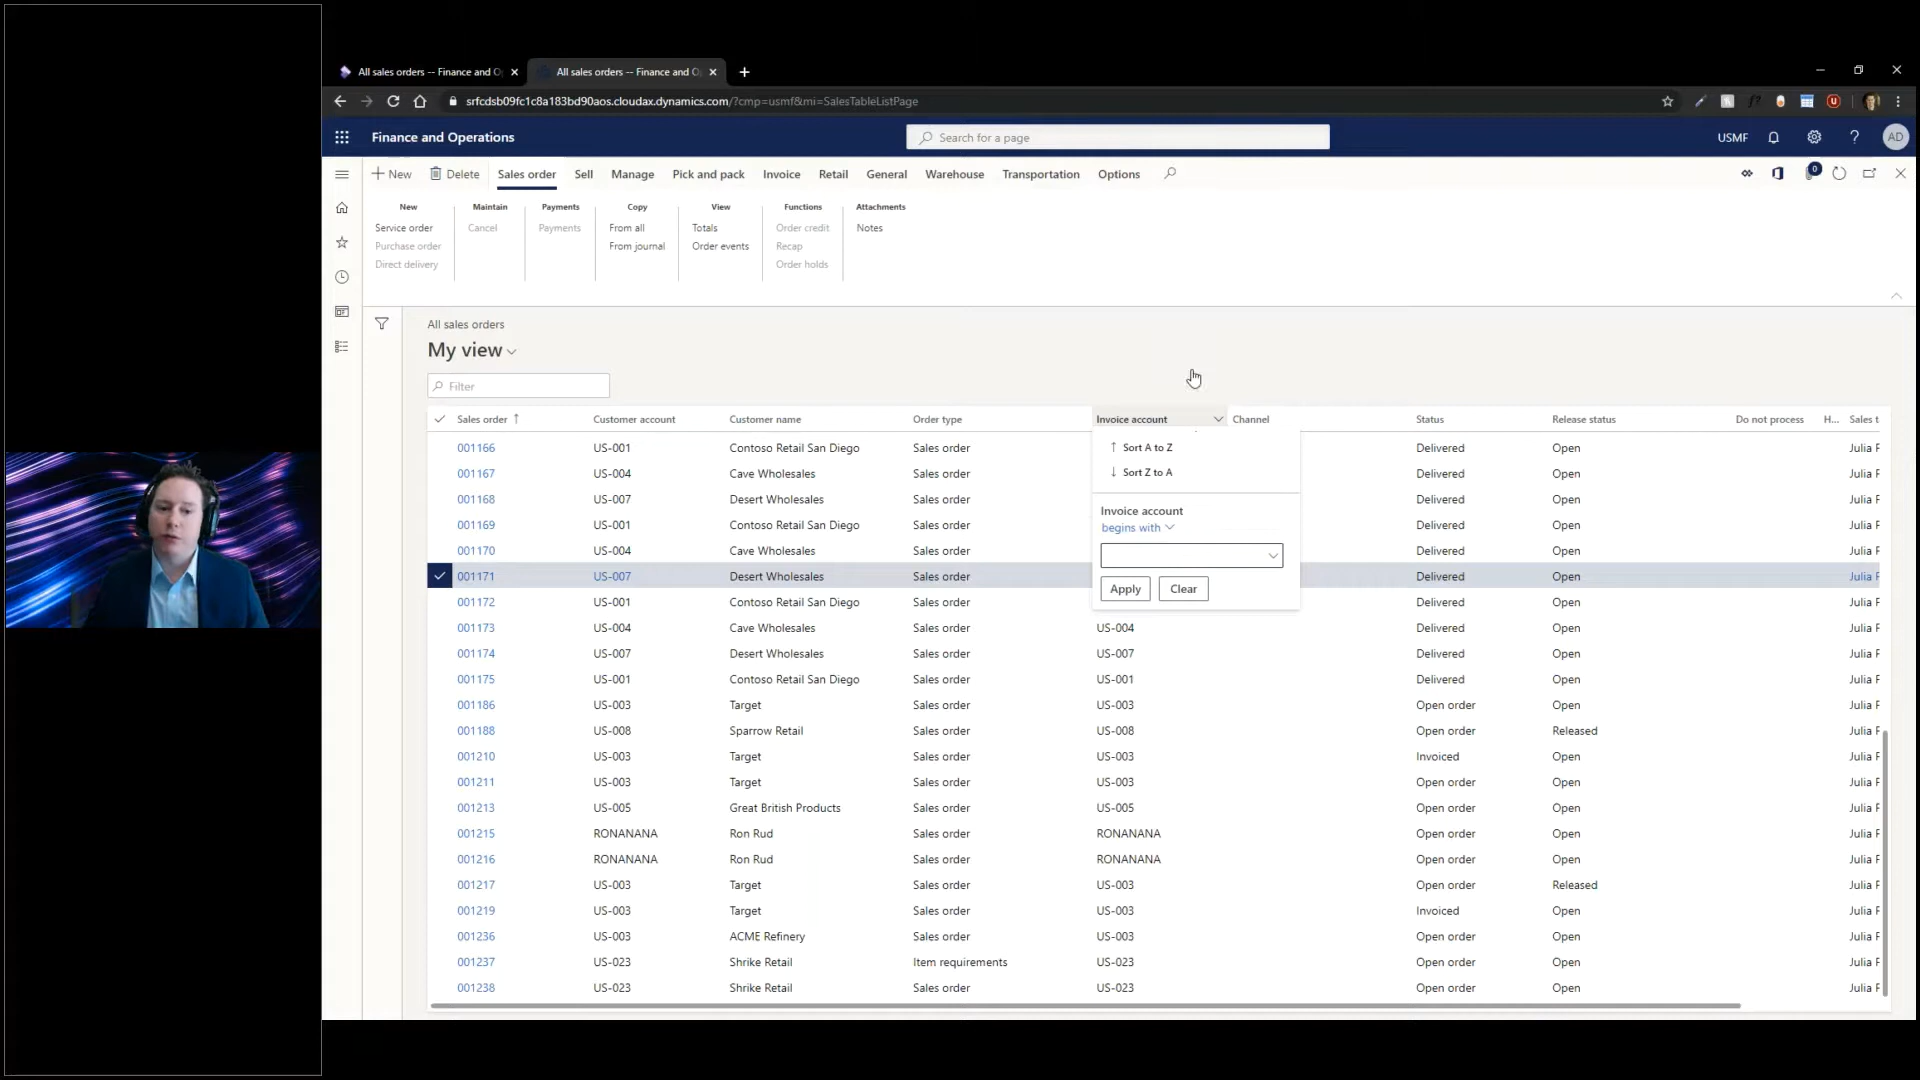 All sales orders -- Finance and O
All sales orders -- Finance and O
srfcdsb09fc1c8a183bd90aos.cloudax.dynamics.com/?cmp=usmf&mi=SalesTableListPage
Finance and Operations
Search for a page
USMF
AD
New Delete Sales order Sell Manage Pick and pack Invoice Retail General Warehouse Transportation Options
0
New Maintain Payments Copy View Functions Attachments
Service order Cancel Payments From all Totals Order credit Notes
Purchase order From journal Order events Recap
Direct delivery Order holds
All sales orders
My view
Filter
Sales order Customer account Customer name Order type Invoice account Channel Status Release status Do not process H... Sales t
001166 US-001 Contoso Retail San Diego Sales order Sort A to Z Delivered Open Julia F
001167 US-004 Cave Wholesales Sales order Sort Z to A Delivered Open Julia F
001168 US-007 Desert Wholesales Sales order Invoice account Delivered Open Julia F
001169 US-001 Contoso Retail San Diego Sales order begins with Delivered Open Julia F
001170 US-004 Cave Wholesales Sales order Delivered Open Julia F
001171 US-007 Desert Wholesales Sales order Apply Clear Delivered Open Julia F
001172 US-001 Contoso Retail San Diego Sales order Delivered Open Julia F
001173 US-004 Cave Wholesales Sales order US-004 Delivered Open Julia F
001174 US-007 Desert Wholesales Sales order US-007 Delivered Open Julia F
001175 US-001 Contoso Retail San Diego Sales order US-001 Delivered Open Julia F
001186 US-003 Target Sales order US-003 Open order Open Julia F
001188 US-008 Sparrow Retail Sales order US-008 Open order Released Julia F
001210 US-003 Target Sales order US-003 Invoiced Open Julia F
001211 US-003 Target Sales order US-003 Open order Open Julia F
001213 US-005 Great British Products Sales order US-005 Open order Open Julia F
001215 RONANANA Ron Rud Sales order RONANANA Open order Open Julia F
001216 RONANANA Ron Rud Sales order RONANANA Open order Open Julia F
001217 US-003 Target Sales order US-003 Open order Released Julia F
001219 US-003 Target Sales order US-003 Invoiced Open Julia F
001236 US-003 ACME Refinery Sales order US-003 Open order Open Julia F
001237 US-023 Shrike Retail Item requirements US-023 Open order Open Julia F
001238 US-023 Shrike Retail Sales order US-023 Open order Open Julia F